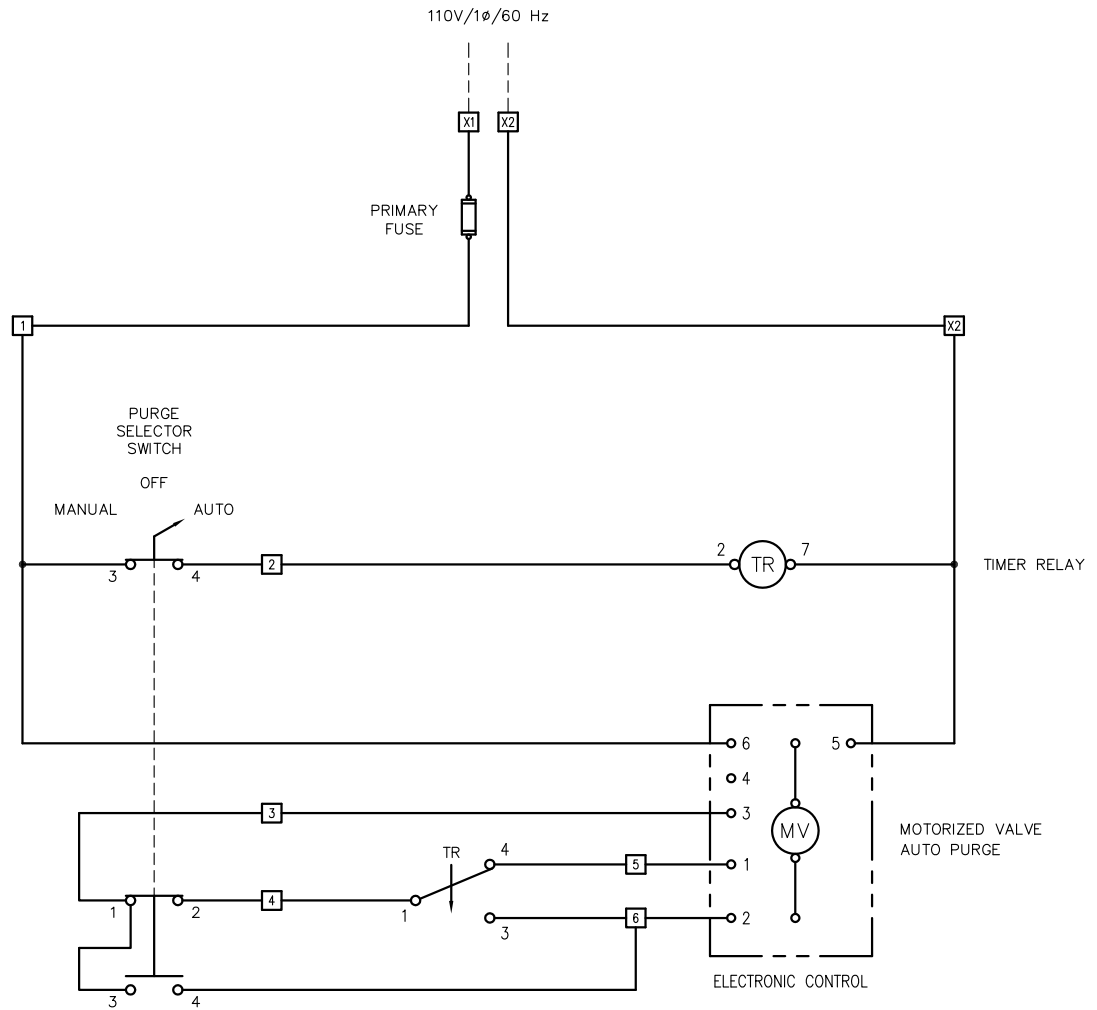 110V/1ø/60 Hz
X1 X2
PRIMARY
FUSE
1 X2
PURGE
SELECTOR
SWITCH
OFF
MANUAL AUTO
3 4 2 2 TR 7 TIMER RELAY
6 5
4
3 3
MV MOTORIZED VALVE
AUTO PURGE
TR 4 5 1
1 2 4 1
3 6 2
ELECTRONIC CONTROL
3 4